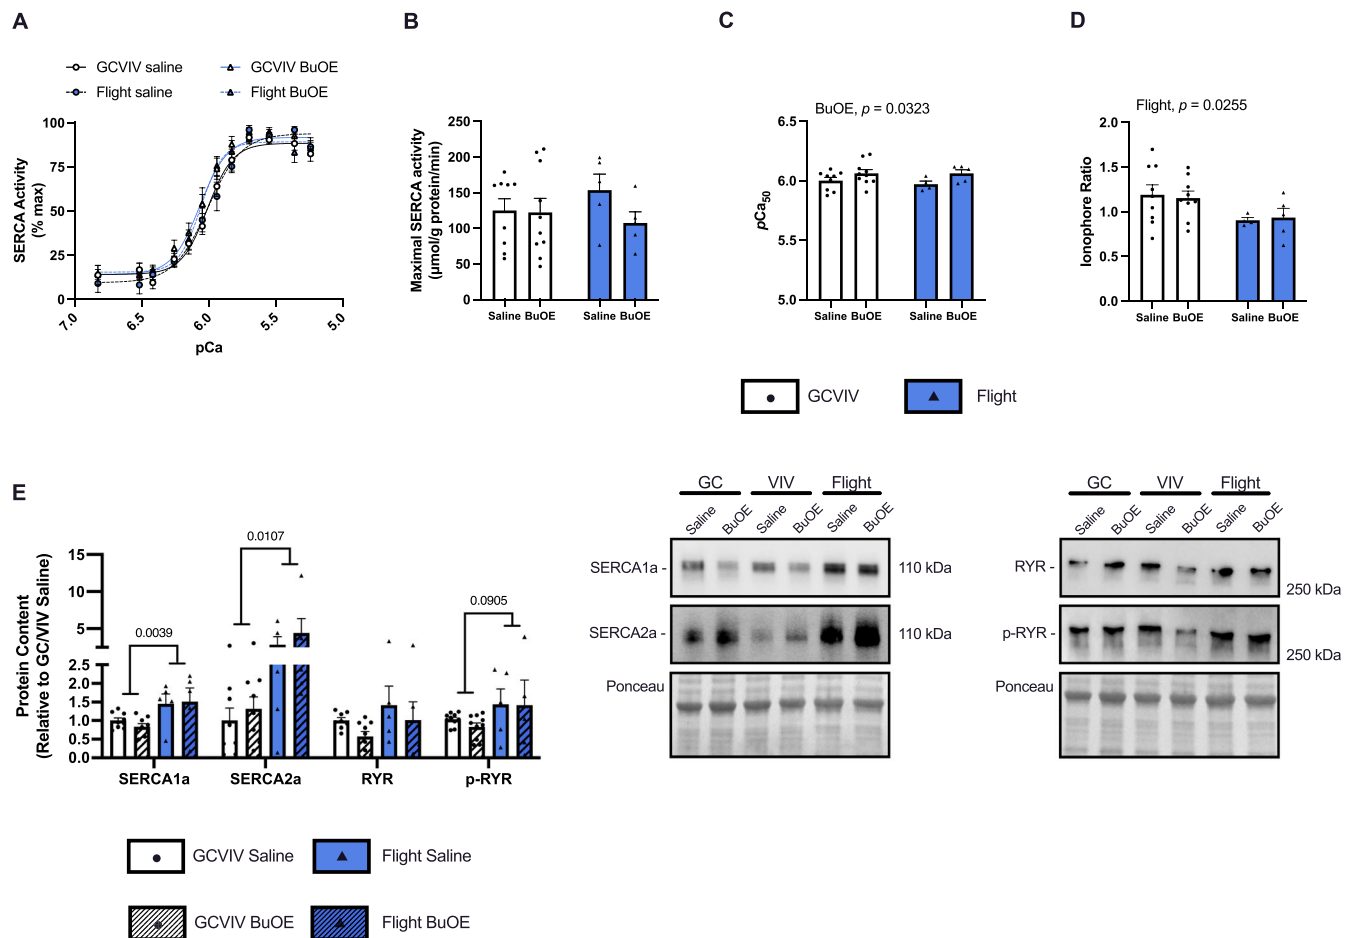 A
B
C
D
GCVIV saline
GCVIV BuOE
Flight saline
Flight BuOE
SERCA Activity
(% max)
100
75
50
25
0
7.0
6.5
6.0
5.5
5.0
pCa
Maximal SERCA activity
(µmol/g protein/min)
250
200
150
100
50
0
Saline BuOE
Saline BuOE
BuOE, p = 0.0323
pCa50
6.5
6.0
5.5
5.0
Saline BuOE
Saline BuOE
Flight, p = 0.0255
Ionophore Ratio
2.0
1.5
1.0
0.5
0.0
Saline BuOE
Saline BuOE
GCVIV
Flight
E
Protein Content
(Relative to GC/VIV Saline)
15
10
5
2.5
2.0
1.5
1.0
0.5
0.0
0.0039
0.0107
0.0905
SERCA1a
SERCA2a
RYR
p-RYR
GCVIV Saline
Flight Saline
GCVIV BuOE
Flight BuOE
GC
VIV
Flight
Saline
BuOE
Saline
BuOE
Saline
BuOE
SERCA1a -
110 kDa
SERCA2a -
110 kDa
Ponceau
GC
VIV
Flight
Saline
BuOE
Saline
BuOE
Saline
BuOE
RYR -
250 kDa
p-RYR -
250 kDa
Ponceau